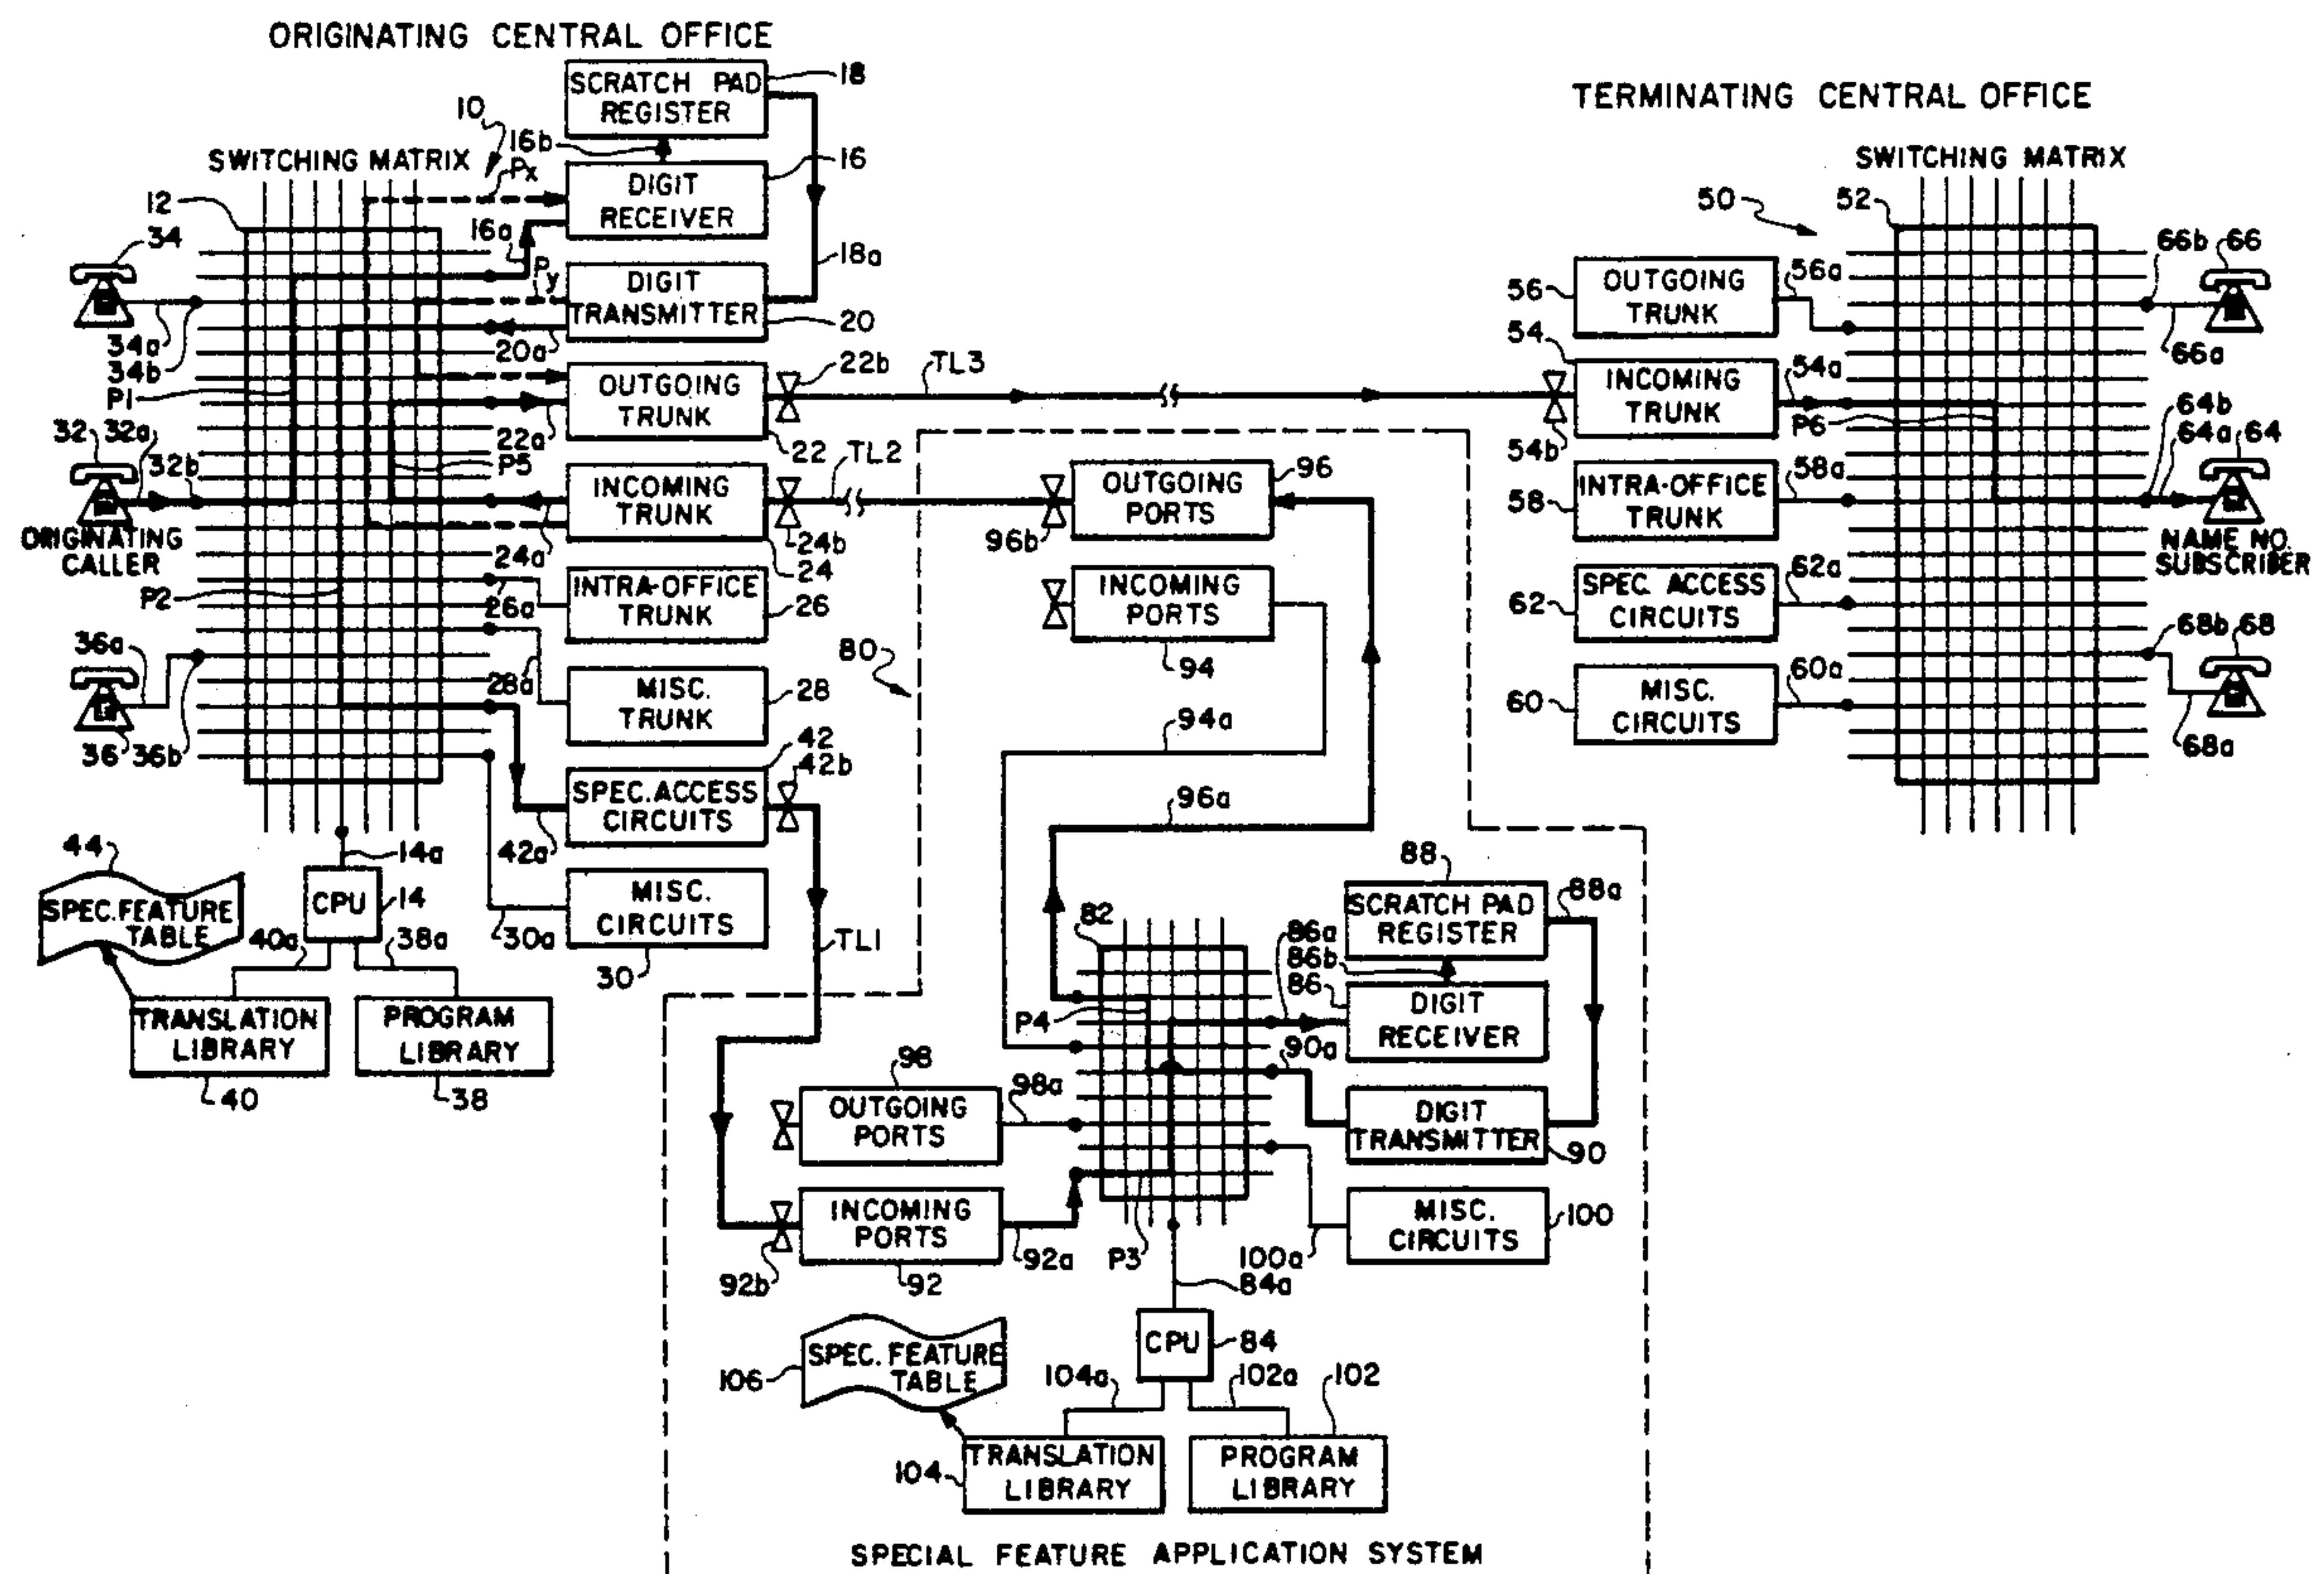 ORIGINATING CENTRAL OFFICE
SCRATCH PAD
REGISTER
18
10
16b
SWITCHING MATRIX
Px
DIGIT
RECEIVER
16
12
34
16a
Py
DIGIT
TRANSMITTER
18a
20
34a
34b
20a
P1
OUTGOING
TRUNK
22b
TL3
32
32a
32b
22a
22
P5
TL2
INCOMING
TRUNK
24b
24a
24
ORIGINATING
CALLER
P2
26a
INTRA-OFFICE
TRUNK
26
36a
28a
MISC.
TRUNK
28
36
36b
42
42b
SPEC. ACCESS
CIRCUITS
42a
44
14a
SPEC. FEATURE
TABLE
CPU
14
MISC.
CIRCUITS
30a
30
TL1
40a
38a
TRANSLATION
LIBRARY
PROGRAM
LIBRARY
40
38
TERMINATING CENTRAL OFFICE
SWITCHING MATRIX
50
52
66b
66
56
OUTGOING
TRUNK
56a
66a
54
INCOMING
TRUNK
54a
54b
P6
64b
64a
64
58
INTRA-OFFICE
TRUNK
58a
NAME NO.
SUBSCRIBER
62
SPEC. ACCESS
CIRCUITS
62a
68b
68
60
MISC.
CIRCUITS
60a
68a
OUTGOING
PORTS
96
96b
INCOMING
PORTS
94
80
94a
96a
88
82
SCRATCH PAD
REGISTER
88a
86a
86b
86
DIGIT
RECEIVER
P4
90a
98
OUTGOING
PORTS
98a
DIGIT
TRANSMITTER
90
INCOMING
PORTS
92a
92b
92
P3
MISC.
CIRCUITS
100
100a
84a
CPU
84
SPEC. FEATURE
TABLE
106
104a
102a
102
104
TRANSLATION
LIBRARY
PROGRAM
LIBRARY
SPECIAL FEATURE APPLICATION SYSTEM